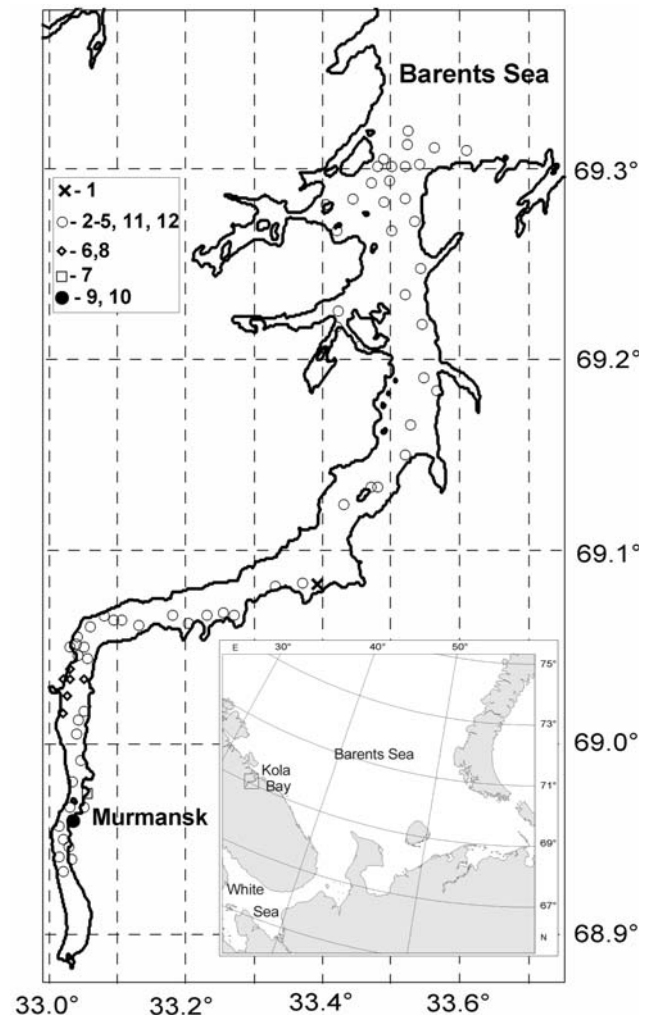 Barents Sea
69.3°
- 1
- 2-5, 11, 12
- 6,8
- 7
- 9, 10
69.2°
69.1°
69.0°
Murmansk
68.9°
33.0° 33.2° 33.4° 33.6°
E 30° 40° 50°
75°
73°
Barents Sea
71°
Kola
Bay
69°
White
Sea
67°
N